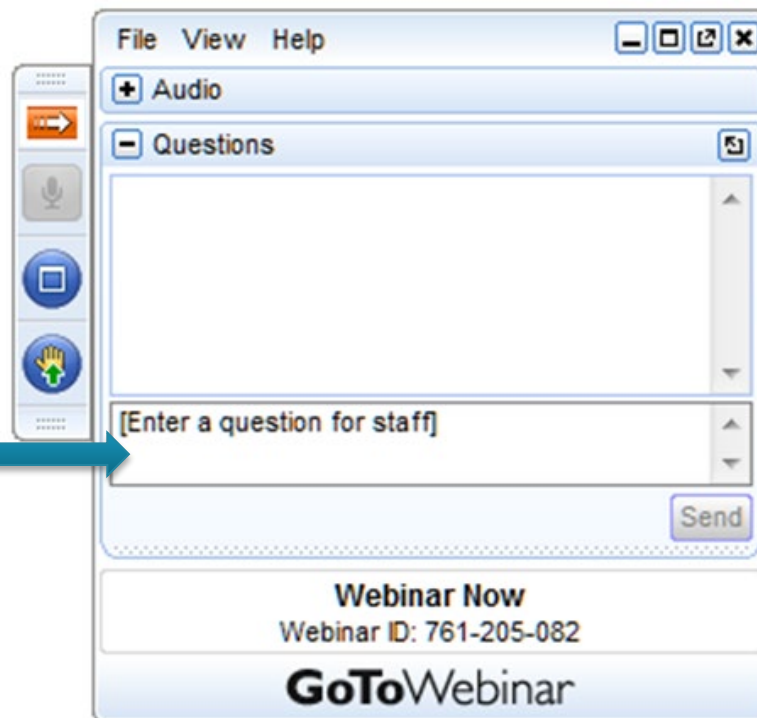 File View Help
Audio
Questions
[Enter a question for staff]
Send
Webinar Now
Webinar ID: 761-205-082
GoToWebinar